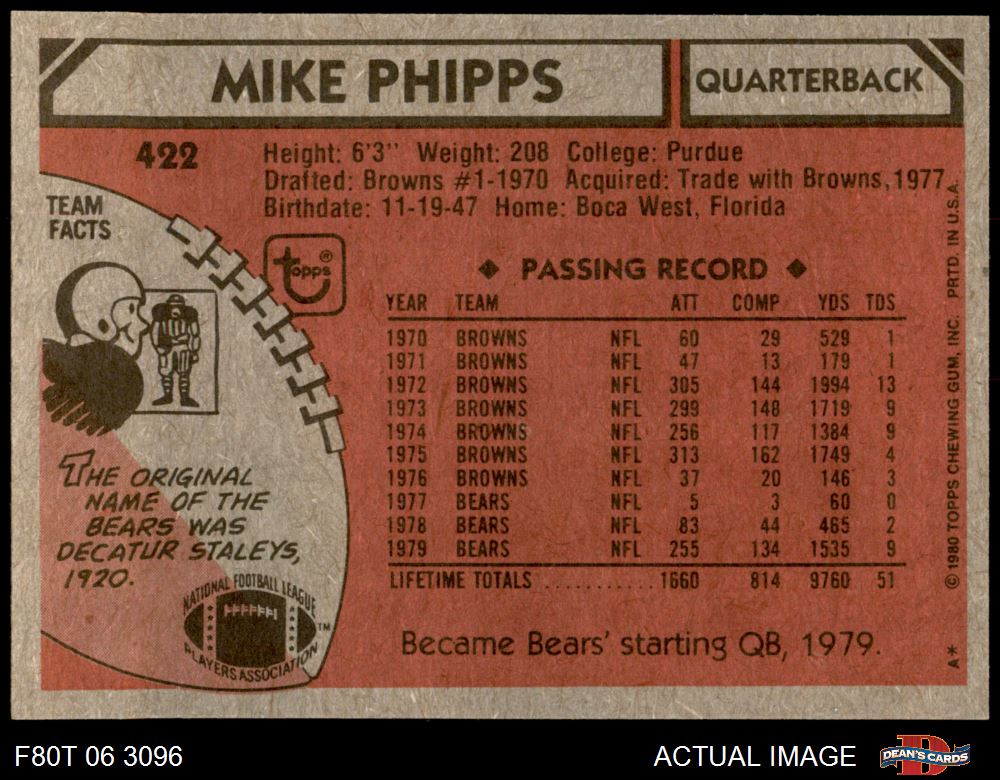 MIKE PHIPPS
QUARTERBACK
422
Height: 6'3" Weight: 208 College: Purdue
Drafted: Browns #1-1970 Acquired: Trade with Browns, 1977
Birthdate: 11-19-47 Home: Boca West, Florida
TEAM
FACTS
topps®
THE ORIGINAL
NAME OF THE
BEARS WAS
DECATUR STALEYS,
1920.
NATIONAL FOOTBALL LEAGUE
PLAYERS ASSOCIATION
TM
◆ PASSING RECORD ◆
YEAR TEAM ATT COMP YDS TDS
1970 BROWNS NFL 60 29 529 1
1971 BROWNS NFL 47 13 179 1
1972 BROWNS NFL 305 144 1994 13
1973 BROWNS NFL 299 148 1719 9
1974 BROWNS NFL 256 117 1384 9
1975 BROWNS NFL 313 162 1749 4
1976 BROWNS NFL 37 20 146 3
1977 BEARS NFL 5 3 60 0
1978 BEARS NFL 83 44 465 2
1979 BEARS NFL 255 134 1535 9
LIFETIME TOTALS .......... 1660 814 9760 51
Became Bears' starting QB, 1979.
A* © 1980 TOPPS CHEWING GUM, INC. PRTD. IN U.S.A.
F80T 06 3096
ACTUAL IMAGE
DEAN'S CARDS